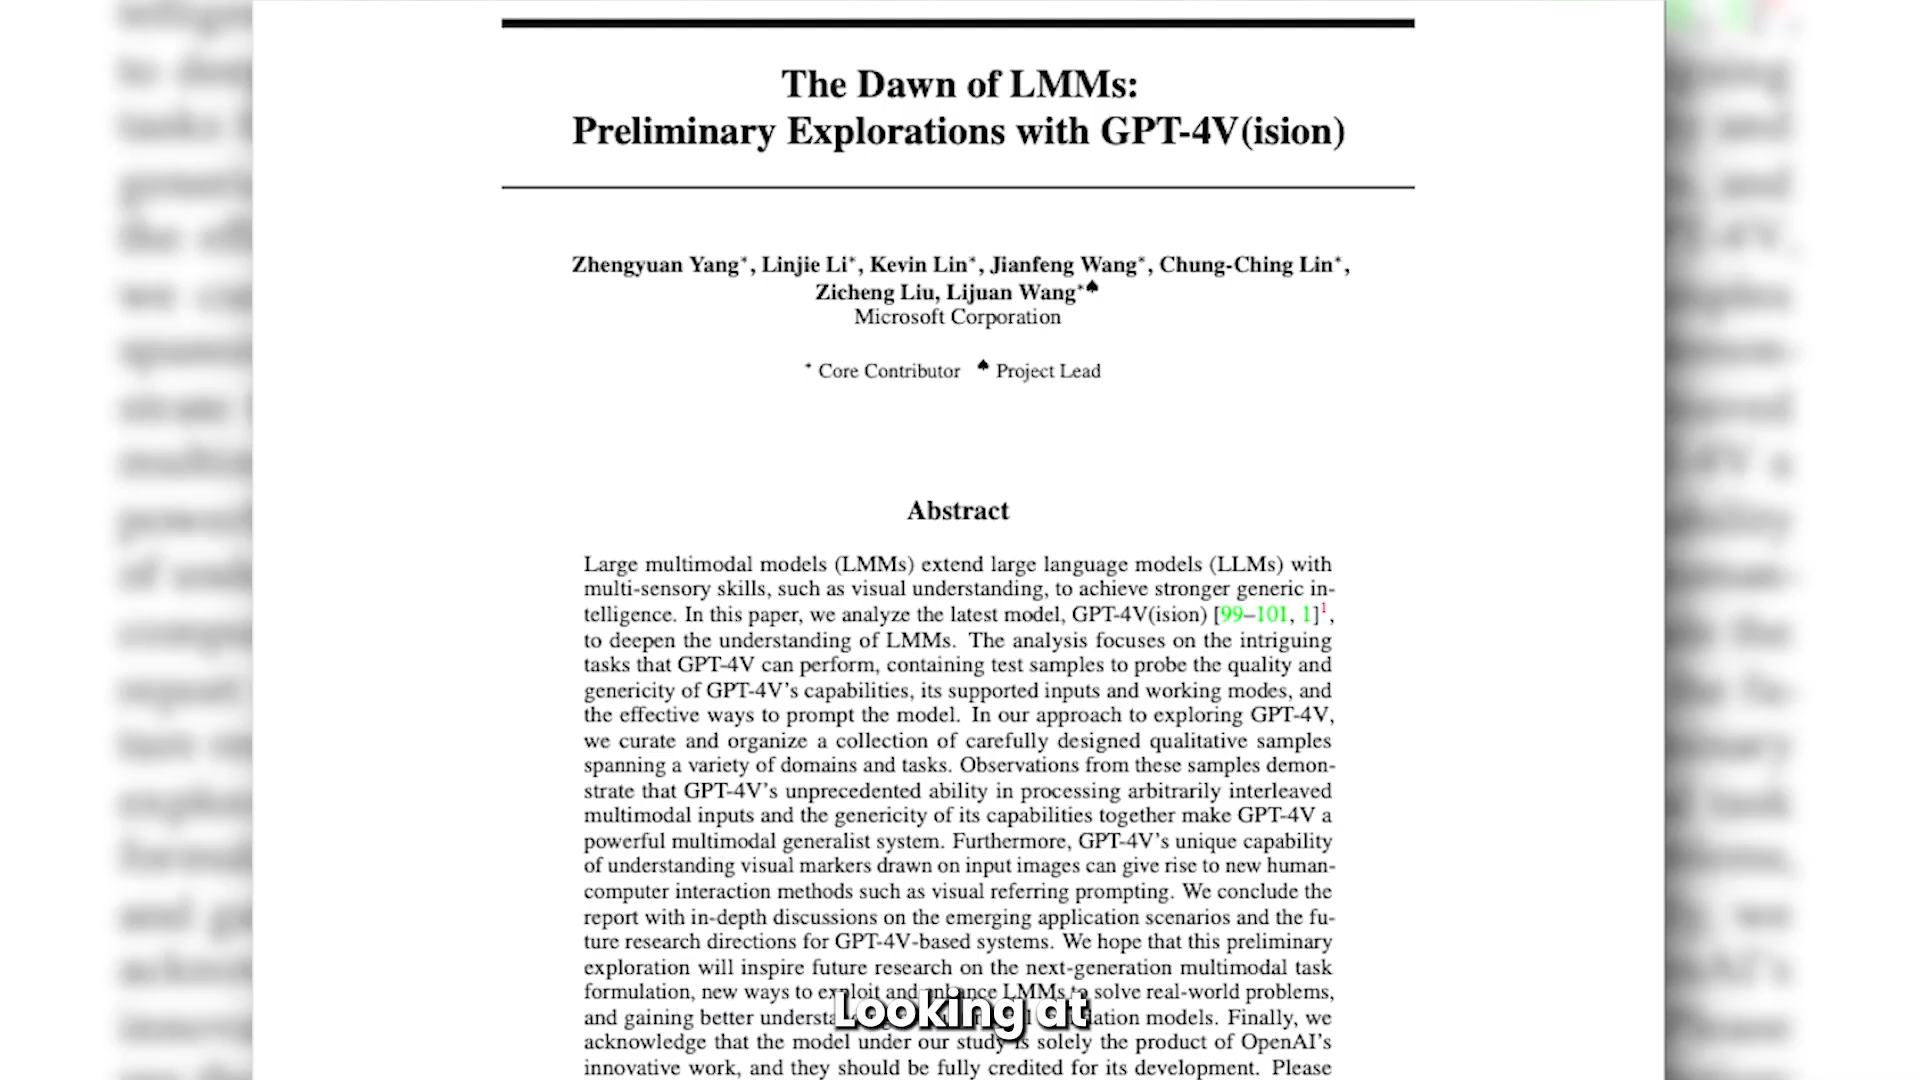 The Dawn of LMMs:
Preliminary Explorations with GPT-4V(ision)
Zhengyuan Yang*, Linjie Li*, Kevin Lin*, Jianfeng Wang*, Chung-Ching Lin*,
Zicheng Liu, Lijuan Wang*♠
Microsoft Corporation
* Core Contributor ♠ Project Lead
Abstract
Large multimodal models (LMMs) extend large language models (LLMs) with
multi-sensory skills, such as visual understanding, to achieve stronger generic in-
telligence. In this paper, we analyze the latest model, GPT-4V(ision) [99–101, 1]1,
to deepen the understanding of LMMs. The analysis focuses on the intriguing
tasks that GPT-4V can perform, containing test samples to probe the quality and
genericity of GPT-4V's capabilities, its supported inputs and working modes, and
the effective ways to prompt the model. In our approach to exploring GPT-4V,
we curate and organize a collection of carefully designed qualitative samples
spanning a variety of domains and tasks. Observations from these samples demon-
strate that GPT-4V's unprecedented ability in processing arbitrarily interleaved
multimodal inputs and the genericity of its capabilities together make GPT-4V a
powerful multimodal generalist system. Furthermore, GPT-4V's unique capability
of understanding visual markers drawn on input images can give rise to new human-
computer interaction methods such as visual referring prompting. We conclude the
report with in-depth discussions on the emerging application scenarios and the fu-
ture research directions for GPT-4V-based systems. We hope that this preliminary
exploration will inspire future research on the next-generation multimodal task
formulation, new ways to exploit and enhance LMMs to solve real-world problems,
and gaining better models. Finally, we
Looking at
acknowledge that the model under our study is solely the product of OpenAI's
innovative work, and they should be fully credited for its development. Please